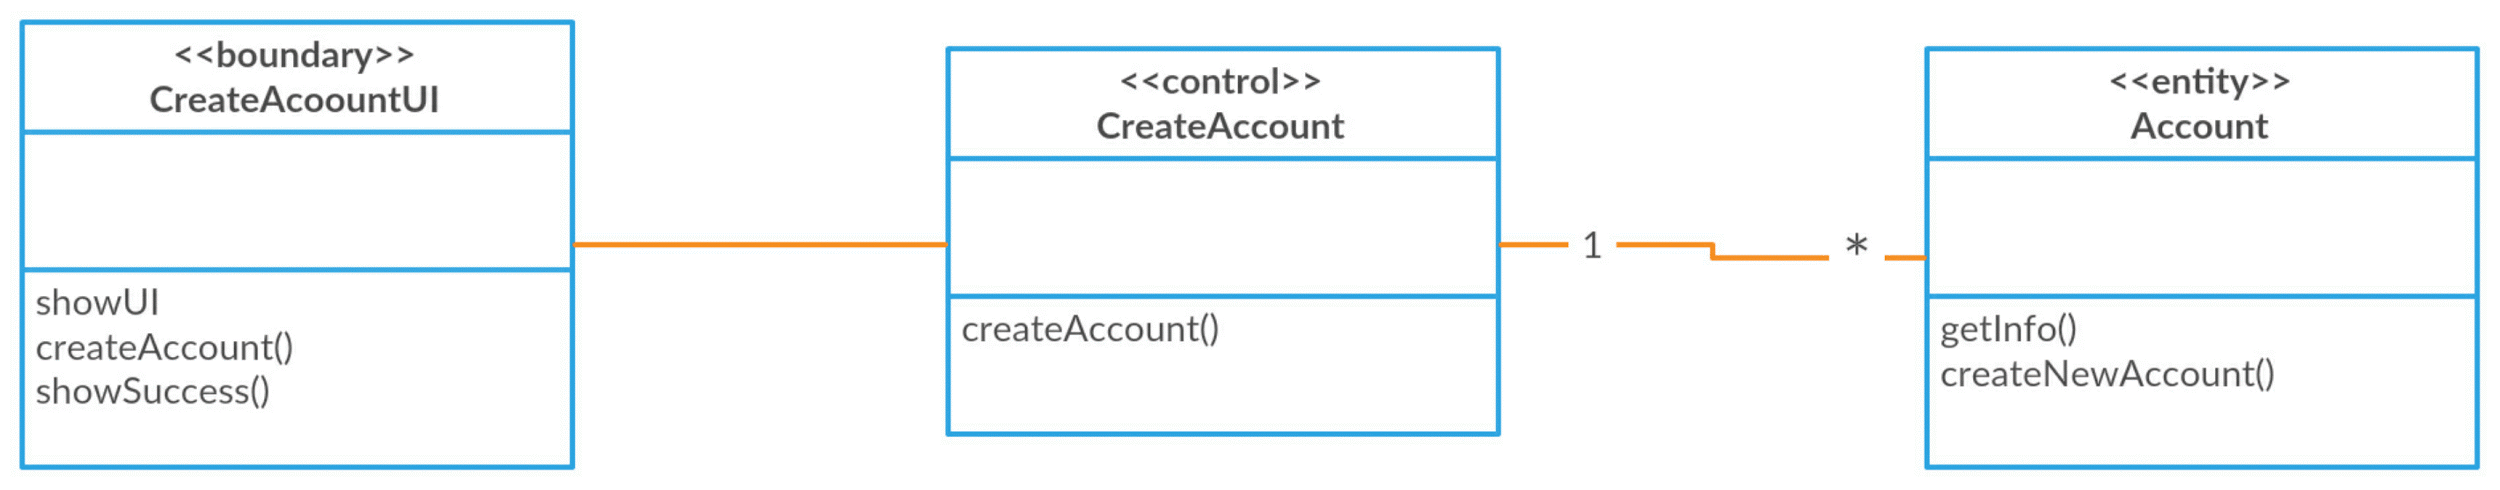 <<boundary>>
CreateAcoountUI
showUI
createAccount()
showSuccess()
<<control>>
CreateAccount
createAccount()
1
*
<<entity>>
Account
getInfo()
createNewAccount()